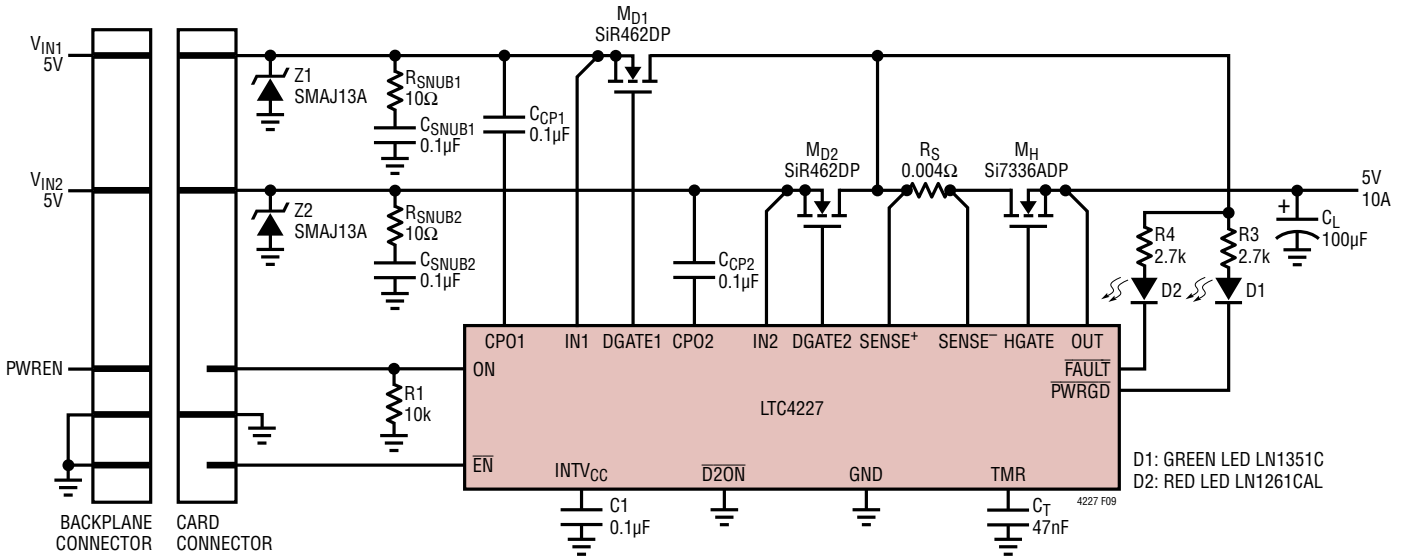 MD1
SiR462DP
VIN1
5V
Z1
SMAJ13A
RSNUB1
10Ω
CSNUB1
0.1µF
CCP1
0.1µF
MD2
SiR462DP
RS
0.004Ω
MH
Si7336ADP
VIN2
5V
Z2
SMAJ13A
RSNUB2
10Ω
CSNUB2
0.1µF
CCP2
0.1µF
5V
10A
+
CL
100µF
R4
2.7k
R3
2.7k
D2
D1
CPO1
IN1
DGATE1
CPO2
IN2
DGATE2
SENSE+
SENSE−
HGATE
OUT
PWREN
ON
FAULT
PWRGD
R1
10k
LTC4227
EN
INTVCC
D2ON
GND
TMR
D1: GREEN LED LN1351C
D2: RED LED LN1261CAL
4227 F09
C1
0.1µF
CT
47nF
BACKPLANE
CONNECTOR
CARD
CONNECTOR